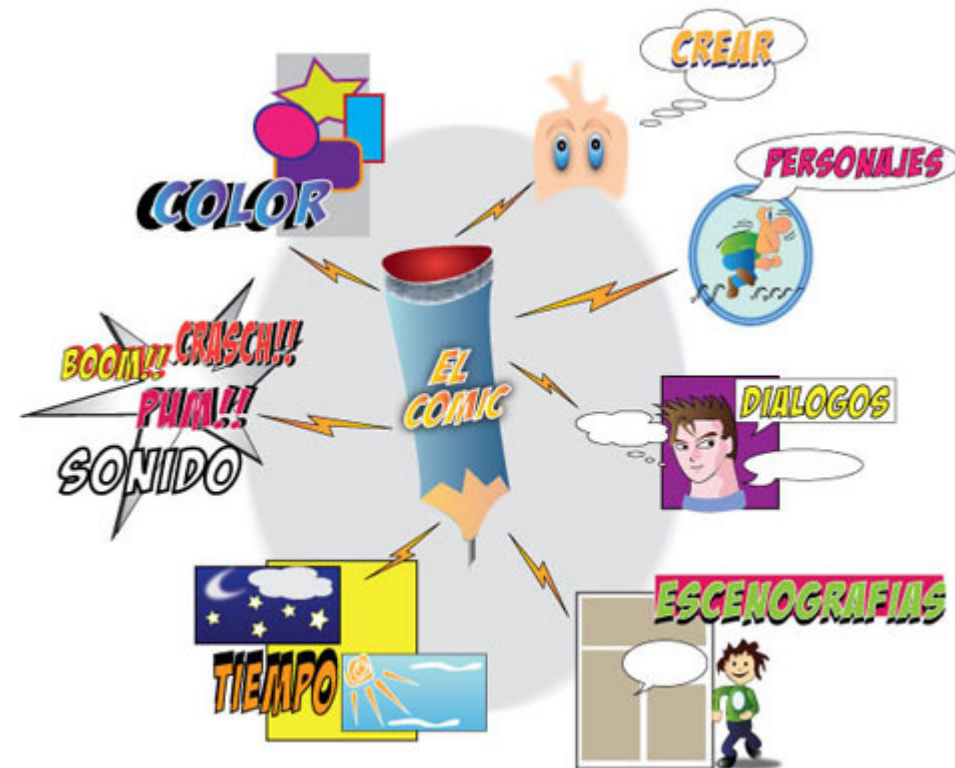 CREAR
PERSONAJES
COLOR
BOOM!! CRASCH!!
PUM!!
SONIDO
EL
COMIC
DIALOGOS
ESCENOGRAFIAS
TIEMPO